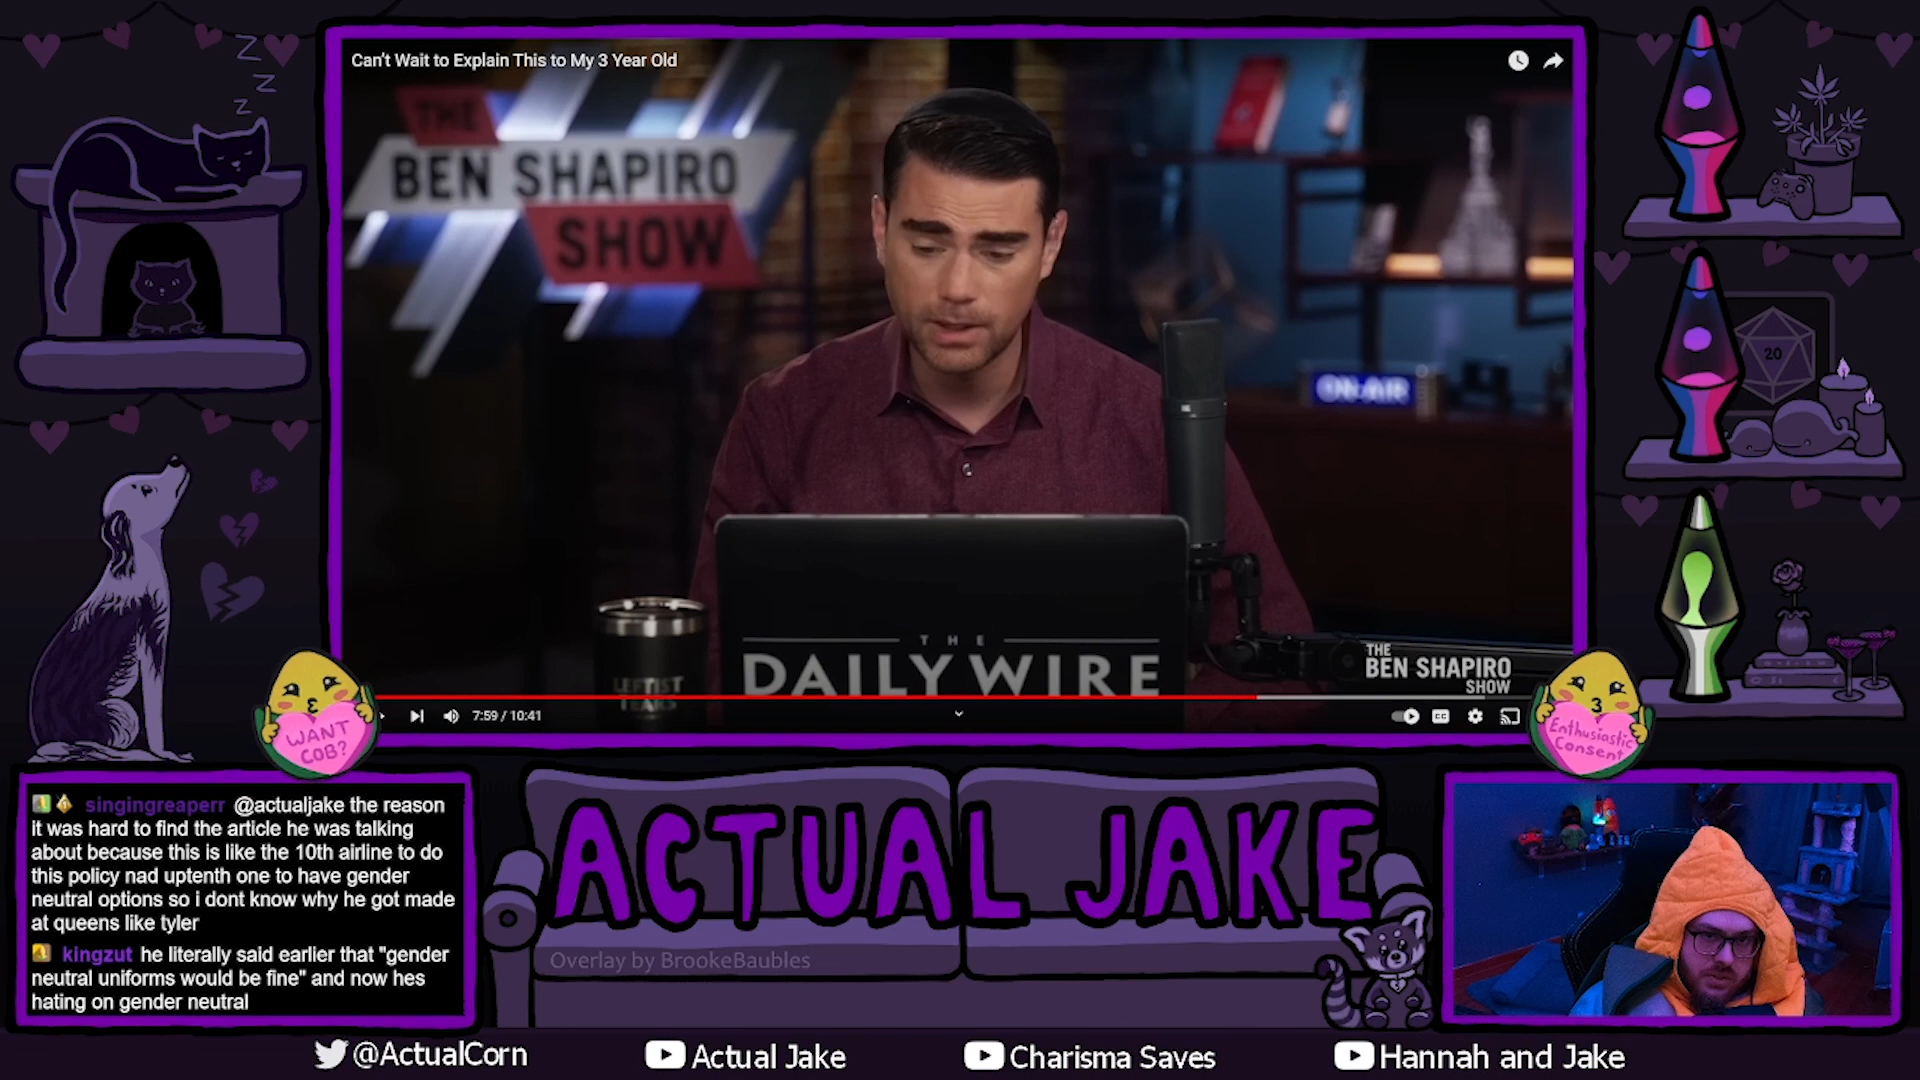 Can't Wait to Explain This to My 3 Year Old
THE
BEN SHAPIRO
SHOW
ON-AIR
LEFTIST
TEARS
THE
DAILY WIRE
THE
BEN SHAPIRO
SHOW
7:59 / 10:41
CC
Z
Z
Z
20
WANT
COB?
Enthusiastic
Consent
singingreaperr @actualjake the reason
it was hard to find the article he was talking
about because this is like the 10th airline to do
this policy nad uptenth one to have gender
neutral options so i dont know why he got made
at queens like tyler
kingzut he literally said earlier that "gender
neutral uniforms would be fine" and now hes
hating on gender neutral
ACTUAL JAKE
Overlay by BrookeBaubles
@ActualCorn
Actual Jake
Charisma Saves
Hannah and Jake